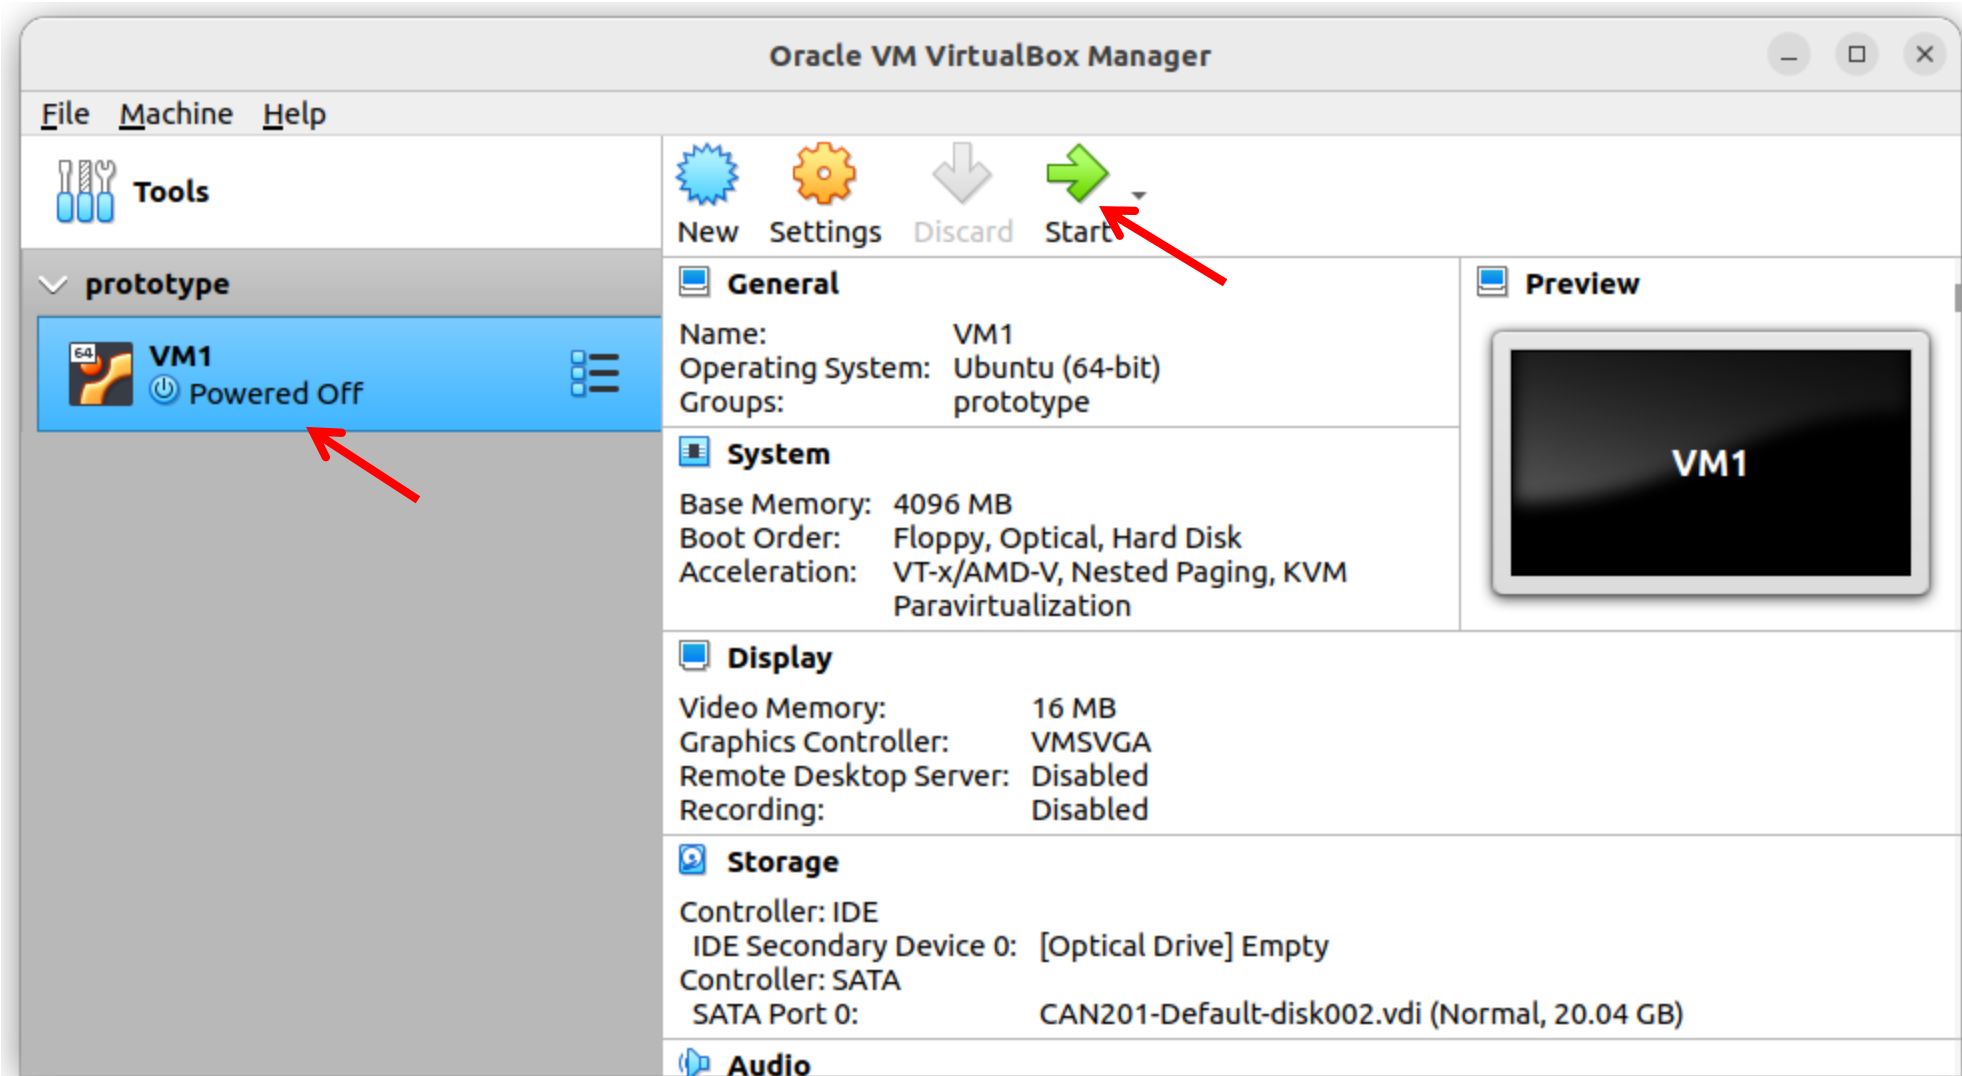 Oracle VM VirtualBox Manager
File Machine Help
Tools
New Settings Discard Start
prototype
64
VM1
Powered Off
General
Name: VM1
Operating System: Ubuntu (64-bit)
Groups: prototype
Preview
VM1
System
Base Memory: 4096 MB
Boot Order: Floppy, Optical, Hard Disk
Acceleration: VT-x/AMD-V, Nested Paging, KVM
Paravirtualization
Display
Video Memory: 16 MB
Graphics Controller: VMSVGA
Remote Desktop Server: Disabled
Recording: Disabled
Storage
Controller: IDE
IDE Secondary Device 0: [Optical Drive] Empty
Controller: SATA
SATA Port 0: CAN201-Default-disk002.vdi (Normal, 20.04 GB)
Audio